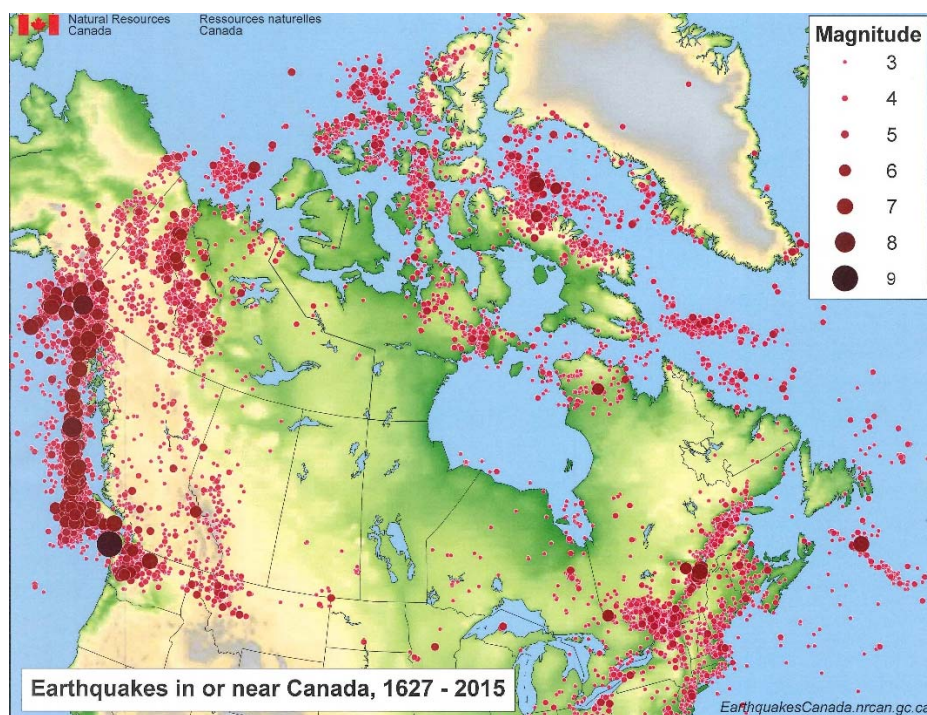 Natural Resources
Canada
Ressources naturelles
Canada
Magnitude
3
4
5
6
7
8
9
Earthquakes in or near Canada, 1627 - 2015
EarthquakesCanada.nrcan.gc.ca